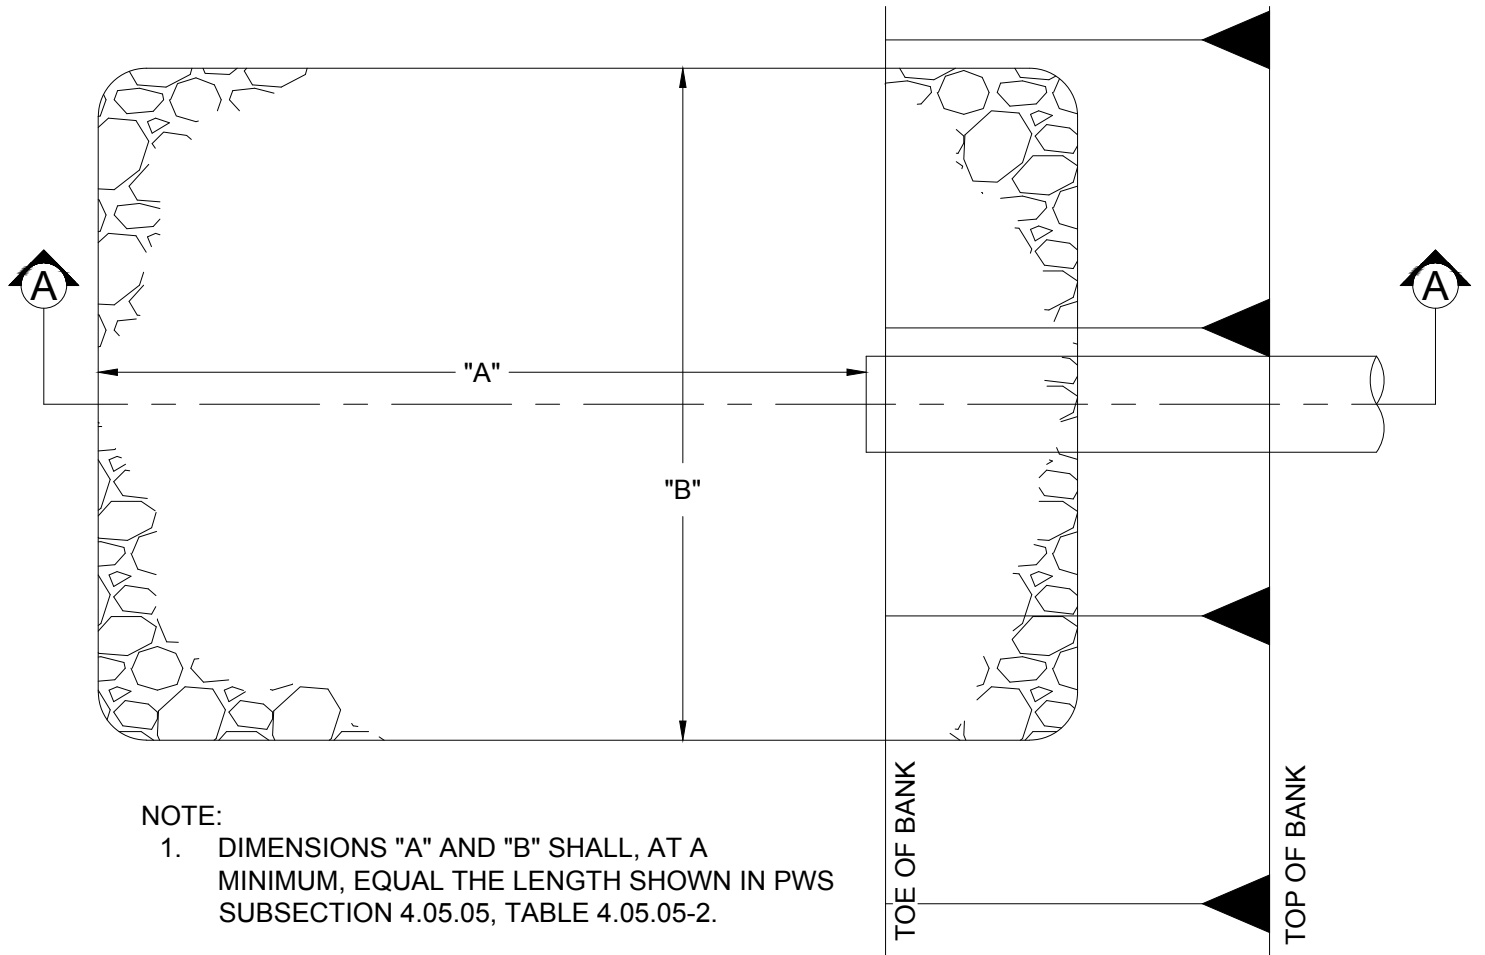 A
A
"A"
"B"
NOTE:
1. DIMENSIONS "A" AND "B" SHALL, AT A
MINIMUM, EQUAL THE LENGTH SHOWN IN PWS
SUBSECTION 4.05.05, TABLE 4.05.05-2.
TOE OF BANK
TOP OF BANK